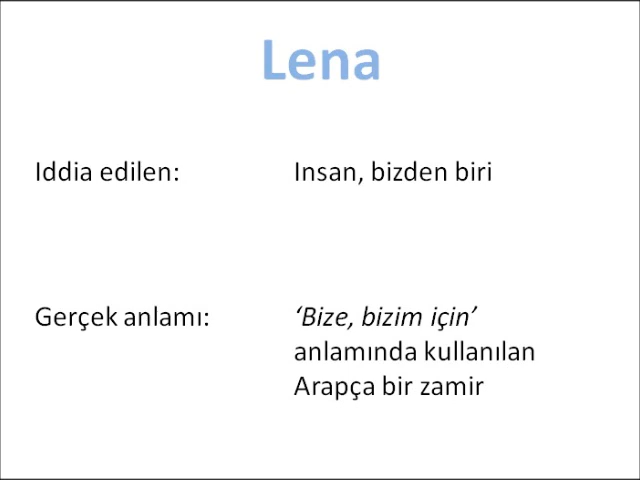 Lena
Iddia edilen: Insan, bizden biri
Gerçek anlamı: ‘Bize, bizim için’
anlamında kullanılan
Arapça bir zamir